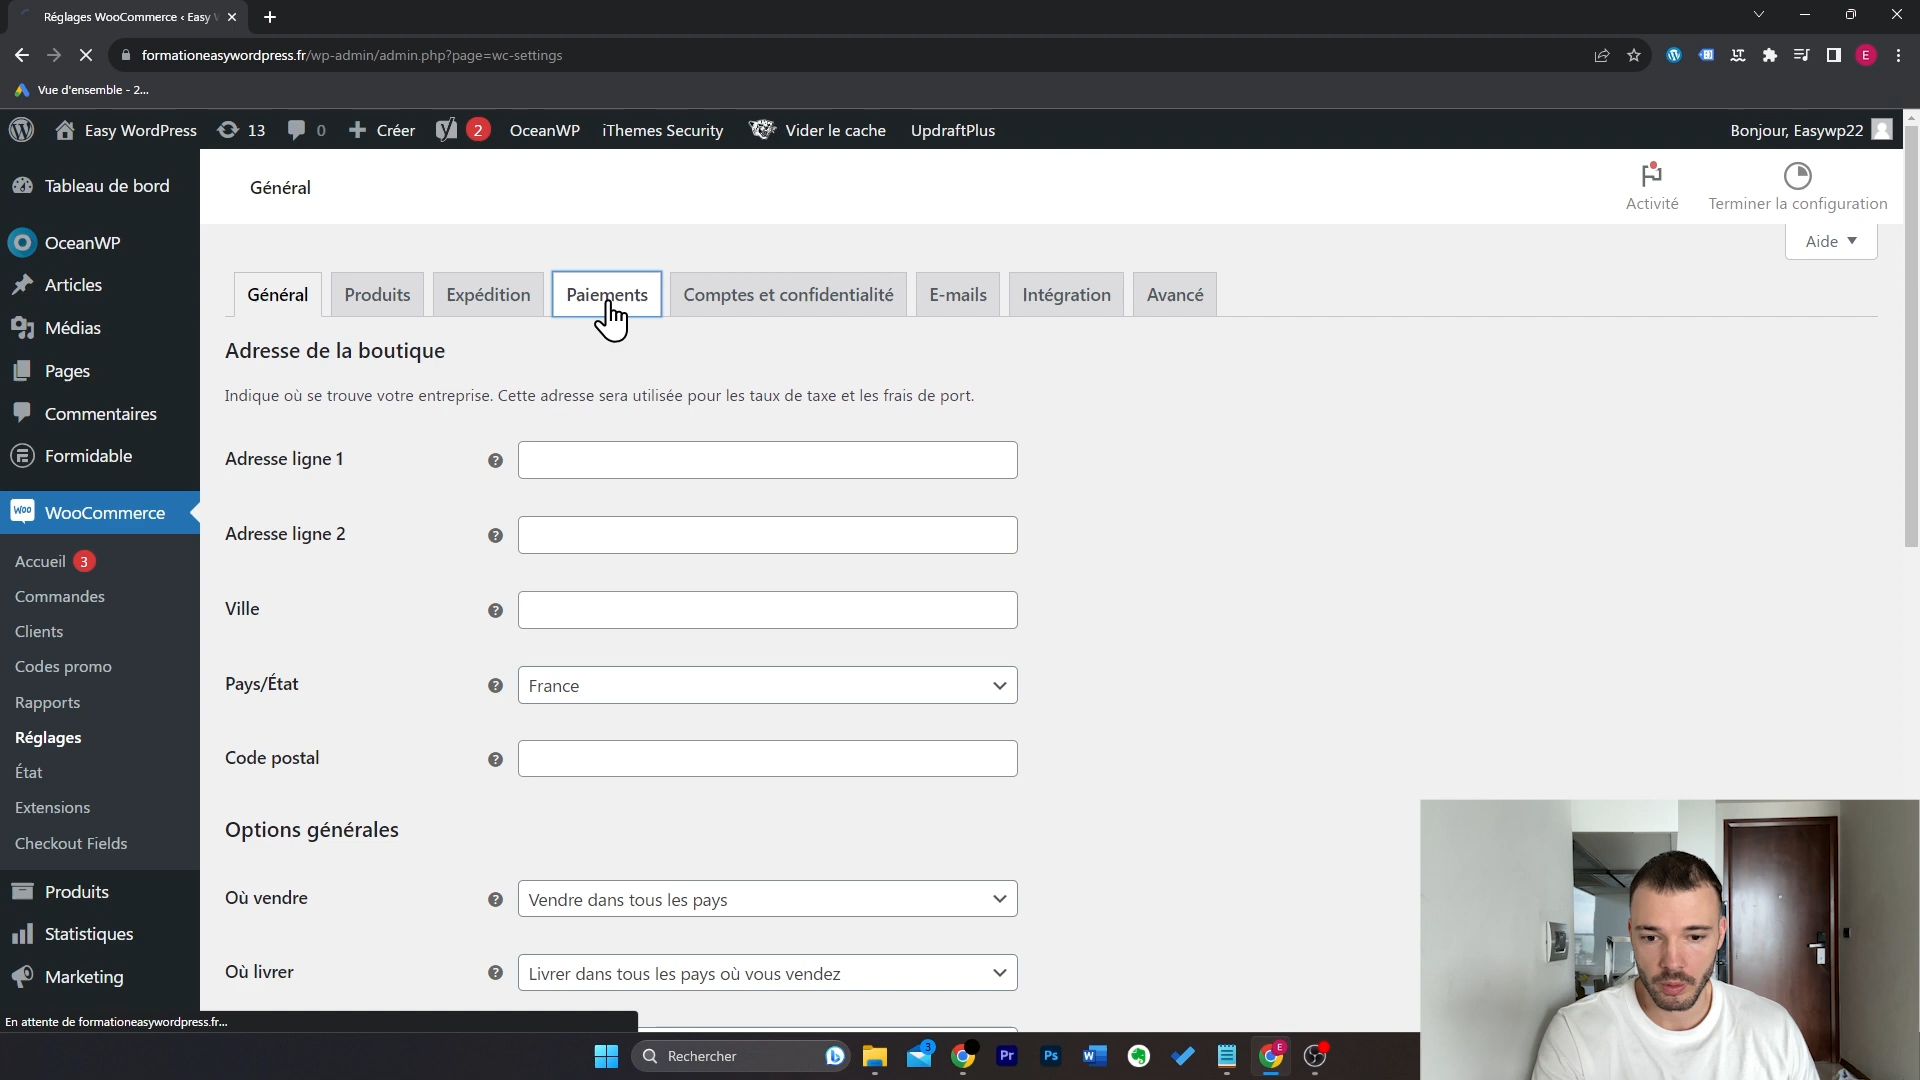 Réglages WooCommerce ‹ Easy
formationeasywordpress.fr/wp-admin/admin.php?page=wc-settings
E
Vue d'ensemble - 2...
Easy WordPress 13 0 Créer 2 OceanWP iThemes Security Vider le cache UpdraftPlus Bonjour, Easywp22
Tableau de bord
OceanWP
Articles
Médias
Pages
Commentaires
Formidable
Woo WooCommerce
Accueil 3
Commandes
Clients
Codes promo
Rapports
Réglages
État
Extensions
Checkout Fields
Produits
Statistiques
Marketing
Général
Activité Terminer la configuration
Aide
Général Produits Expédition Paiements Comptes et confidentialité E-mails Intégration Avancé
Adresse de la boutique
Indique où se trouve votre entreprise. Cette adresse sera utilisée pour les taux de taxe et les frais de port.
Adresse ligne 1 ?
Adresse ligne 2 ?
Ville ?
Pays/État ? France
Code postal ?
Options générales
Où vendre ? Vendre dans tous les pays
Où livrer ? Livrer dans tous les pays où vous vendez
En attente de formationeasywordpress.fr...
Rechercher 3 Pr Ps W E